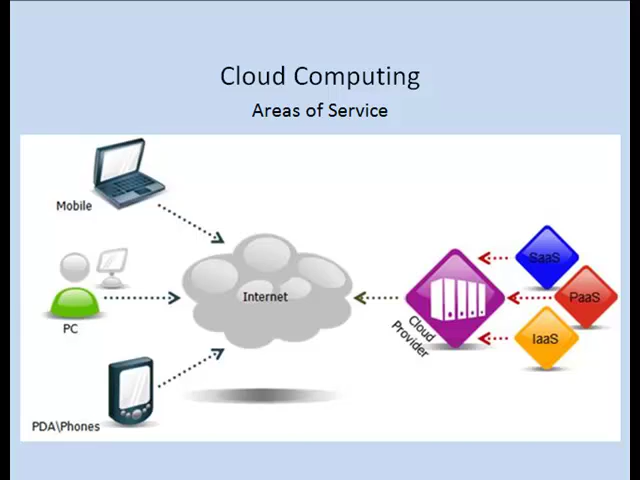 Cloud Computing
Areas of Service
Mobile
SaaS
Internet
PaaS
PC
Cloud
Provider
IaaS
PDA\Phones